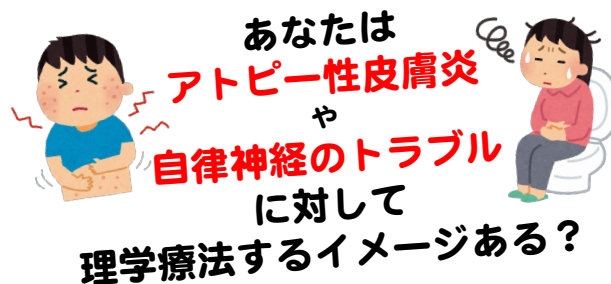 あなたは
アトピー性皮膚炎
や
自律神経のトラブル
に対して
理学療法するイメージある？